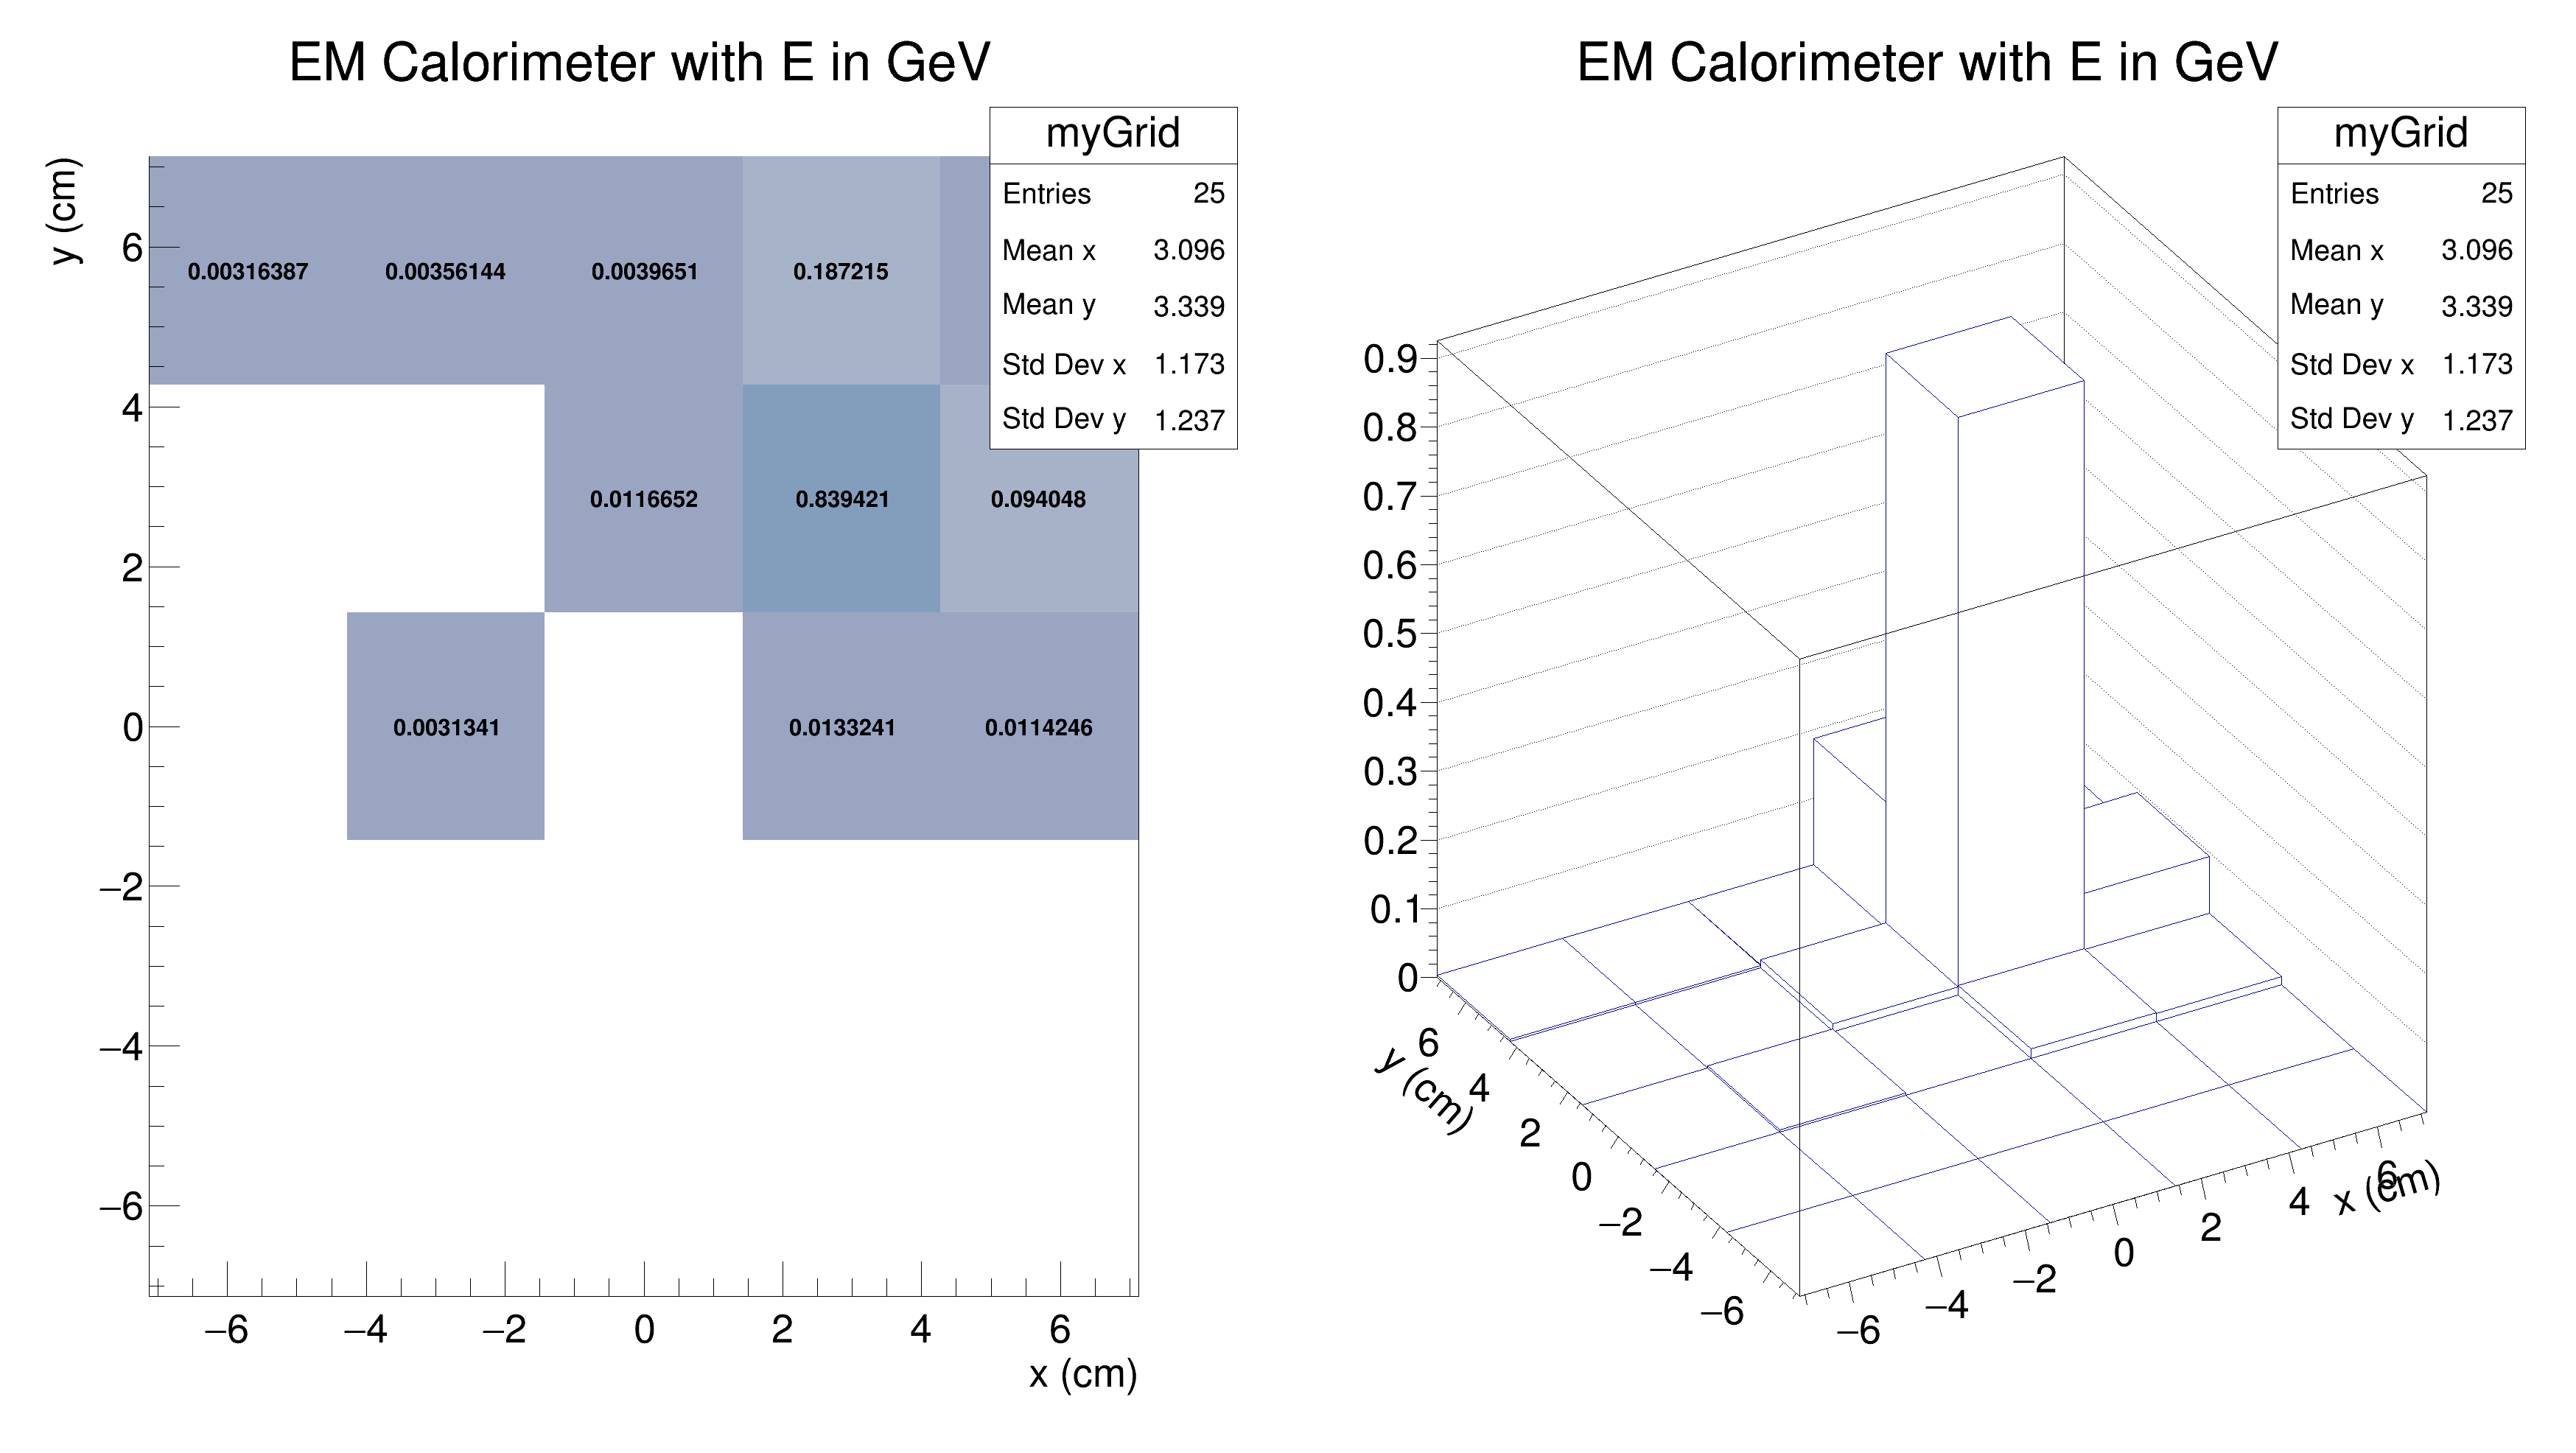 EM Calorimeter with E in GeV
myGrid
Entries 25
Mean x 3.096
Mean y 3.339
Std Dev x 1.173
Std Dev y 1.237
y (cm)
6
4
2
0
−2
−4
−6
0.00316387 0.00356144 0.0039651 0.187215
0.0116652 0.839421 0.094048
0.0031341 0.0133241 0.0114246
−6 −4 −2 0 2 4 6
x (cm)
EM Calorimeter with E in GeV
myGrid
Entries 25
Mean x 3.096
Mean y 3.339
Std Dev x 1.173
Std Dev y 1.237
0.9
0.8
0.7
0.6
0.5
0.4
0.3
0.2
0.1
0
6
4
2
0
−2
−4
−6
y (cm)
−6
−4
−2
0
2
4
6
x (cm)